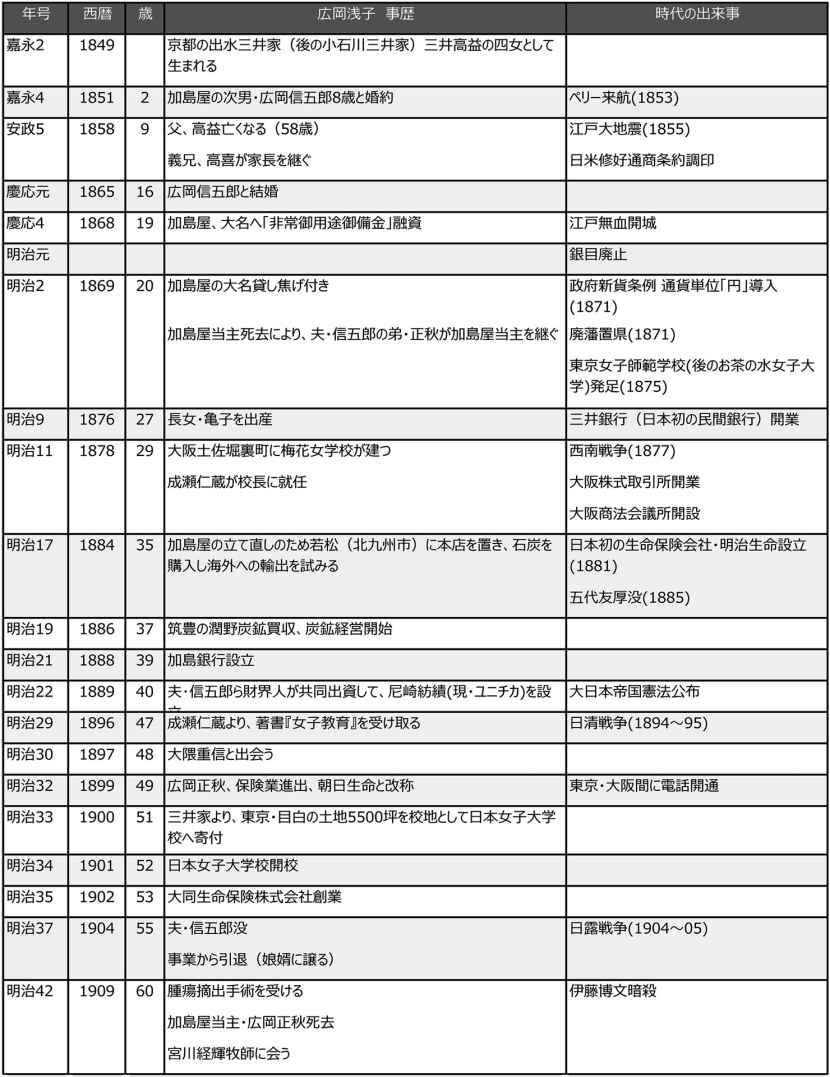 年号 西暦 歳 広岡浅子　事歴 時代の出来事
嘉永2 1849 京都の出水三井家（後の小石川三井家）三井高益の四女として
生まれる
嘉永4 1851 2 加島屋の次男・広岡信五郎8歳と婚約 ペリー来航(1853)
安政5 1858 9 父、高益亡くなる（58歳） 江戸大地震(1855)
義兄、高喜が家長を継ぐ 日米修好通商条約調印
慶応元 1865 16 広岡信五郎と結婚
慶応4 1868 19 加島屋、大名へ｢非常御用途御備金｣融資 江戸無血開城
明治元 銀目廃止
明治2 1869 20 加島屋の大名貸し焦げ付き 政府新貨条例 通貨単位｢円｣導入
(1871)
加島屋当主死去により、夫・信五郎の弟・正秋が加島屋当主を継ぐ 廃藩置県(1871)
東京女子師範学校(後のお茶の水女子大
学)発足(1875)
明治9 1876 27 長女・亀子を出産 三井銀行（日本初の民間銀行）開業
明治11 1878 29 大阪土佐堀裏町に梅花女学校が建つ 西南戦争(1877)
成瀬仁蔵が校長に就任 大阪株式取引所開業
大阪商法会議所開設
明治17 1884 35 加島屋の立て直しのため若松（北九州市）に本店を置き、石炭を 日本初の生命保険会社・明治生命設立
購入し海外への輸出を試みる (1881)
五代友厚没(1885)
明治19 1886 37 筑豊の潤野炭鉱買収、炭鉱経営開始
明治21 1888 39 加島銀行設立
明治22 1889 40 夫・信五郎ら財界人が共同出資して、尼崎紡績(現・ユニチカ)を設 大日本帝国憲法公布
明治29 1896 47 成瀬仁蔵より、著書『女子教育』を受け取る 日清戦争(1894～95)
明治30 1897 48 大隈重信と出会う
明治32 1899 49 広岡正秋、保険業進出、朝日生命と改称 東京・大阪間に電話開通
明治33 1900 51 三井家より、東京・目白の土地5500坪を校地として日本女子大学
校へ寄付
明治34 1901 52 日本女子大学校開校
明治35 1902 53 大同生命保険株式会社創業
明治37 1904 55 夫・信五郎没 日露戦争(1904～05)
事業から引退（娘婿に譲る）
明治42 1909 60 腫瘍摘出手術を受ける 伊藤博文暗殺
加島屋当主・広岡正秋死去
宮川経輝牧師に会う